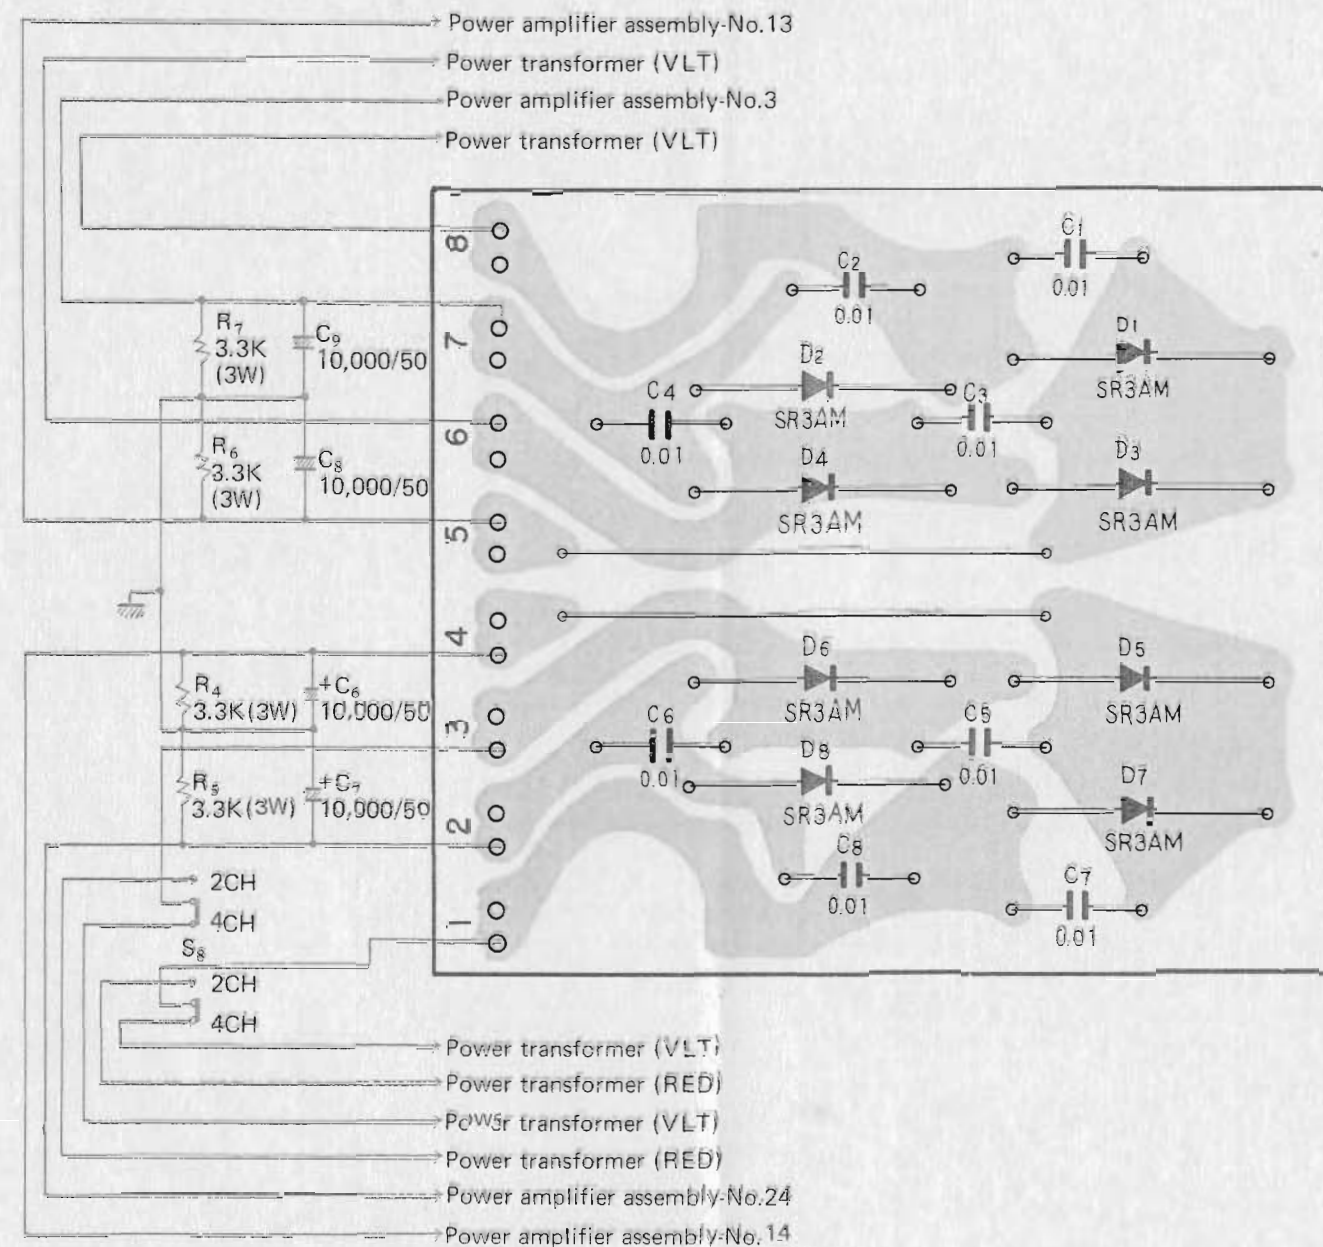 Power amplifier assembly-No.13
Power transformer (VLT)
Power amplifier assembly-No.3
Power transformer (VLT)
8
7
6
5
4
3
2
1
C1
0.01
C2
0.01
D1
SR3AM
D2
SR3AM
C4
0.01
C3
0.01
D4
SR3AM
D3
SR3AM
R7
3.3K
(3W)
C9
10,000/50
R6
3.3K
(3W)
C8
10,000/50
D6
SR3AM
D5
SR3AM
R4
3.3K(3W)
+C6
10,000/50
C6
0.01
C5
0.01
D8
SR3AM
D7
SR3AM
R5
3.3K(3W)
+C7
10,000/50
C8
0.01
C7
0.01
2CH
4CH
S8
2CH
4CH
Power transformer (VLT)
Power transformer (RED)
Power transformer (VLT)
Power transformer (RED)
Power amplifier assembly-No.24
Power amplifier assembly-No.14